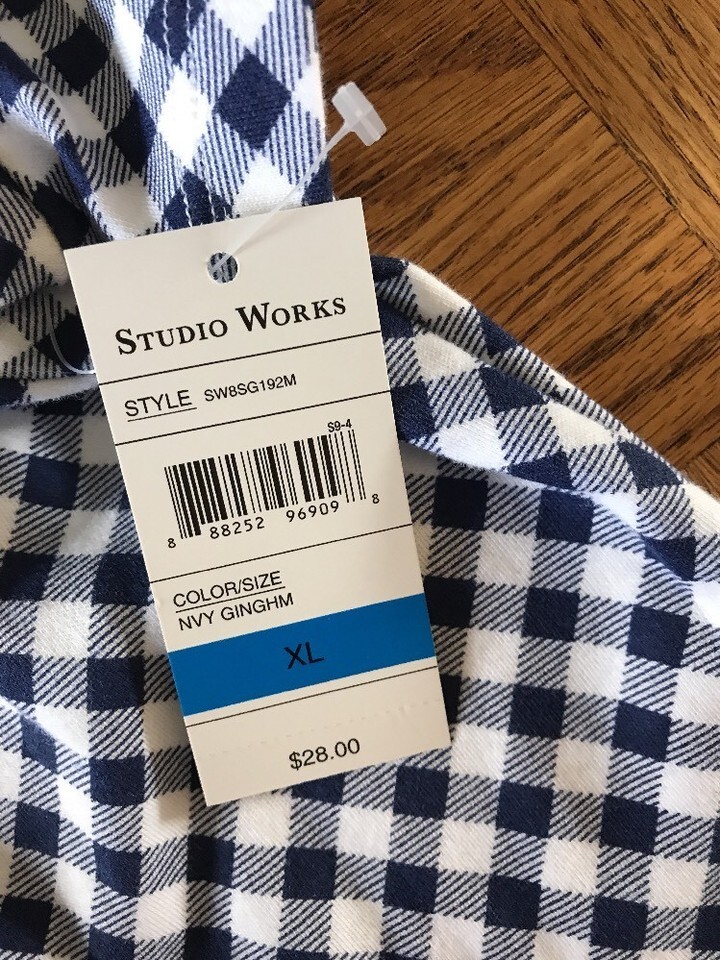 STUDIO WORKS
STYLE SW8SG192M
S9-4
8 88252 96909 8
COLOR/SIZE
NVY GINGHM
XL
$28.00